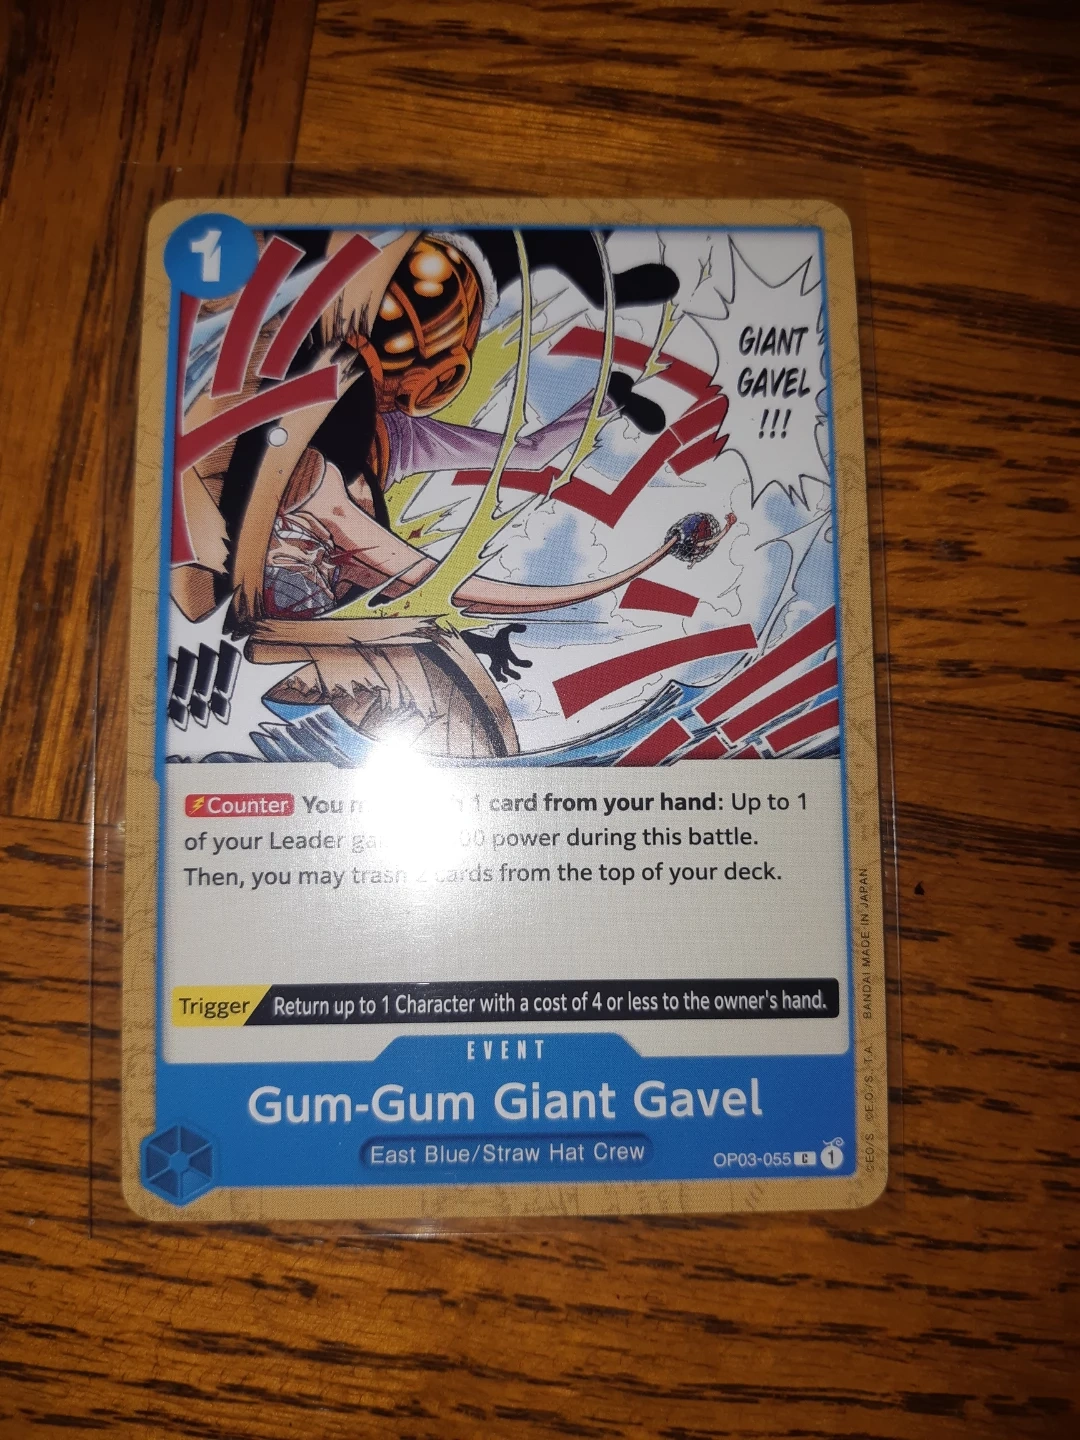 1
GIANT
GAVEL
!!!
!!!
Counter You 1 card from your hand: Up to 1
of your Leader power during this battle.
Then, you may trash 2 cards from the top of your deck.
Trigger Return up to 1 Character with a cost of 4 or less to the owner's hand.
EVENT
Gum-Gum Giant Gavel
East Blue/Straw Hat Crew
OP03-055 C 1
©E.O/S ©E.O./S.,T.A BANDAI MADE IN JAPAN